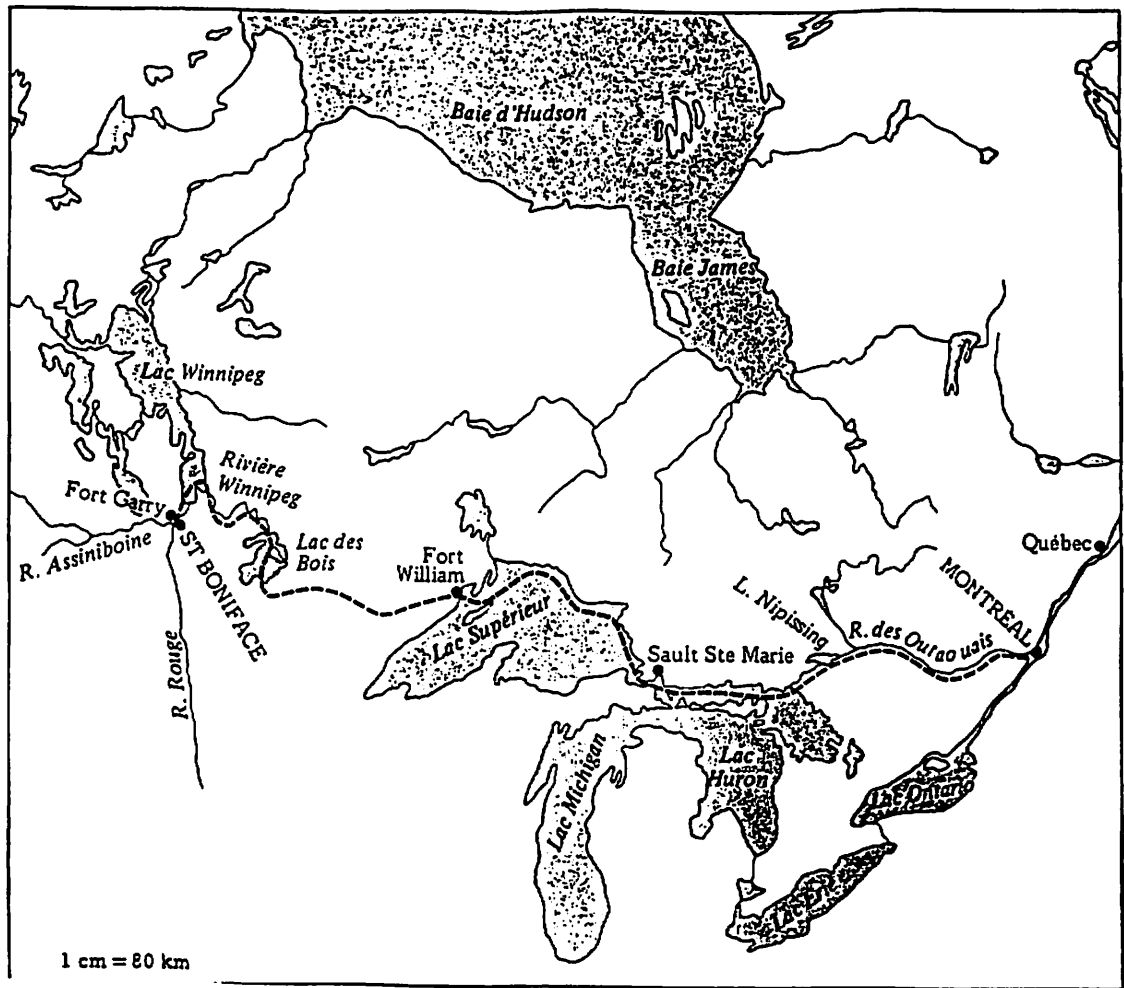 Baie d'Hudson
Baie James
Lac Winnipeg
Rivière
Winnipeg
Fort Garry
R. Assiniboine
ST BONIFACE
R. Rouge
Lac des
Bois
Fort
William
Lac Supérieur
Sault Ste Marie
L. Nipissing
R. des Outaouais
MONTRÉAL
Québec
Lac Michigan
Lac
Huron
Lac Ontario
Lac
1 cm = 80 km